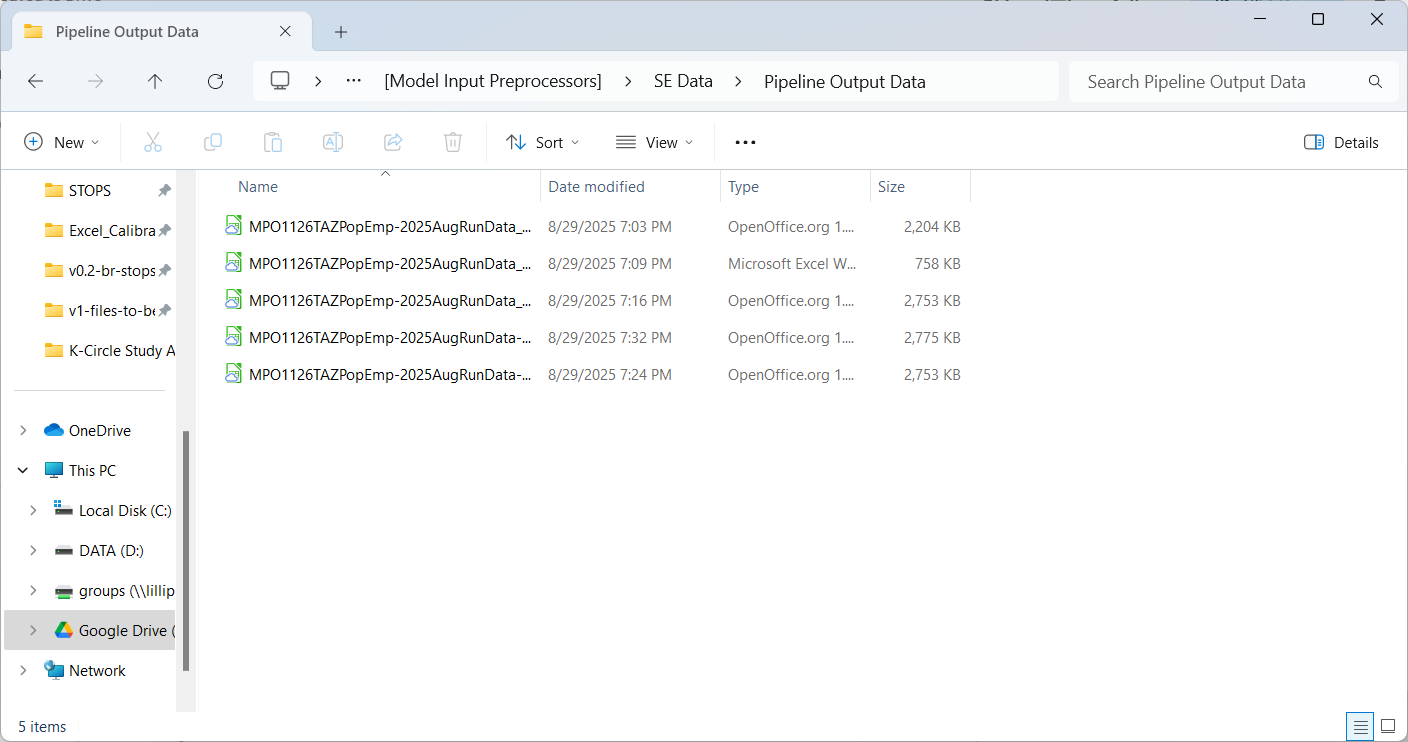 Pipeline Output Data
[Model Input Preprocessors] > SE Data > Pipeline Output Data
Search Pipeline Output Data
New
Sort
View
Details
Name
Date modified
Type
Size
MPO1126TAZPopEmp-2025AugRunData_... 8/29/2025 7:03 PM OpenOffice.org 1.... 2,204 KB
MPO1126TAZPopEmp-2025AugRunData_... 8/29/2025 7:09 PM Microsoft Excel W... 758 KB
MPO1126TAZPopEmp-2025AugRunData_... 8/29/2025 7:16 PM OpenOffice.org 1.... 2,753 KB
MPO1126TAZPopEmp-2025AugRunData-... 8/29/2025 7:32 PM OpenOffice.org 1.... 2,775 KB
MPO1126TAZPopEmp-2025AugRunData-... 8/29/2025 7:24 PM OpenOffice.org 1.... 2,753 KB
STOPS
Excel_Calibra
v0.2-br-stops
v1-files-to-be
K-Circle Study A
OneDrive
This PC
Local Disk (C:)
DATA (D:)
groups (\\lillip
Google Drive (
Network
5 items